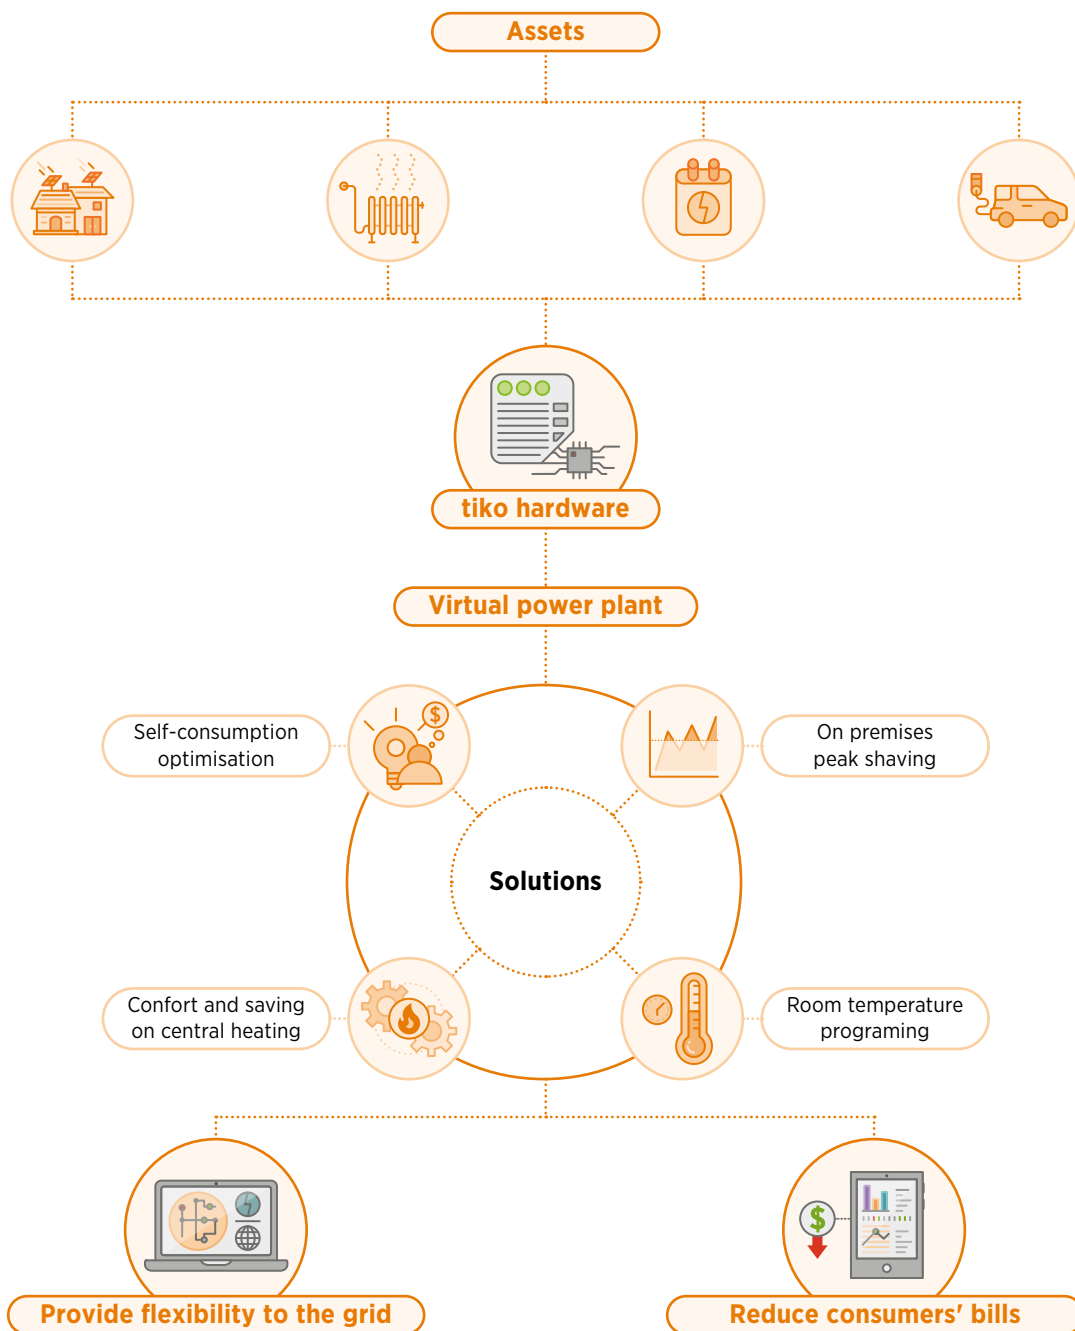 Assets
tiko hardware
Virtual power plant
Self-consumption
optimisation
$
On premises
peak shaving
Solutions
Confort and saving
on central heating
Room temperature
programing
$
Provide flexibility to the grid
Reduce consumers' bills